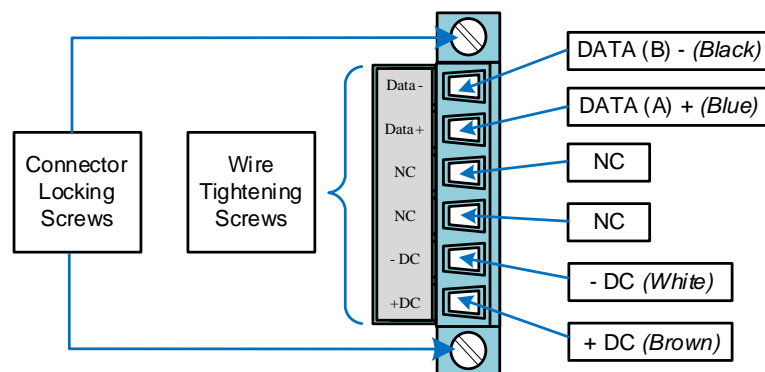 Connector
Locking
Screws
Wire
Tightening
Screws
Data -
Data+
NC
NC
- DC
+DC
DATA (B) - (Black)
DATA (A) + (Blue)
NC
NC
- DC (White)
+ DC (Brown)